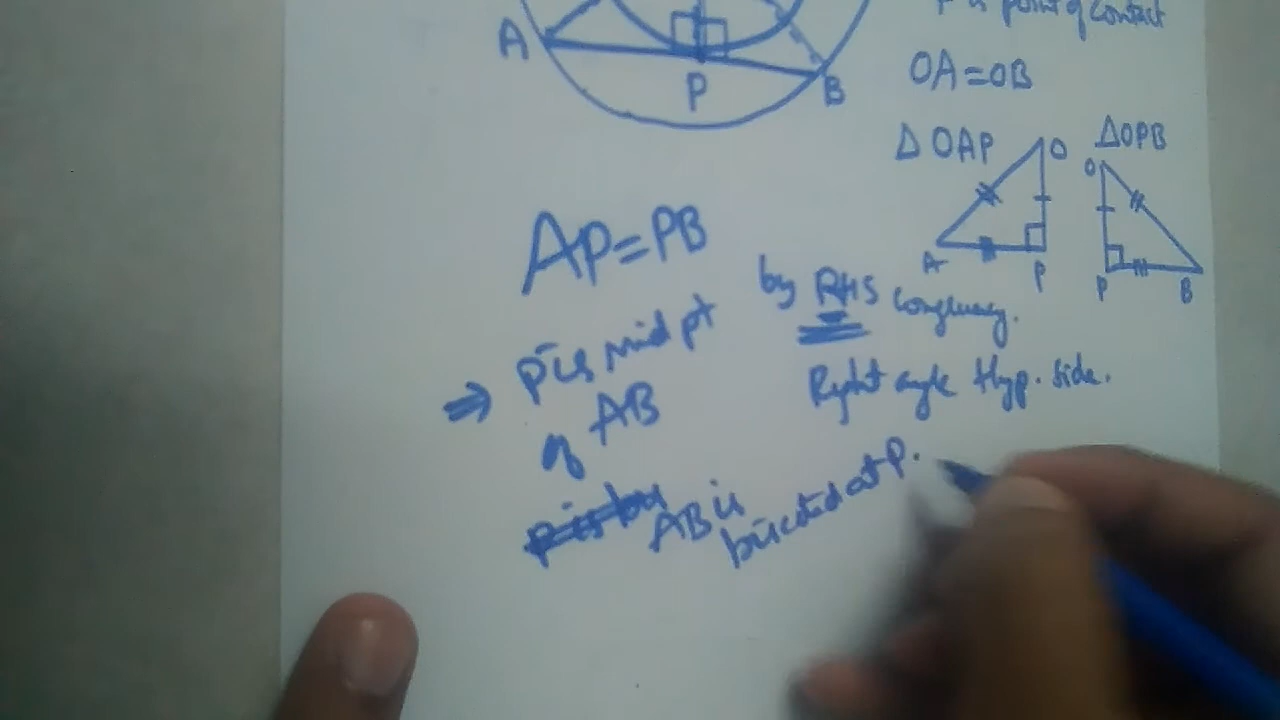 P is point of contact
A
P
B
OA=OB
Δ OAP
O
A
P
ΔOPB
O
P
B
AP=PB
by RHS congruency.
Right angle Hyp. side.
⇒ P is mid pt
of AB
AB is
bisected at P.